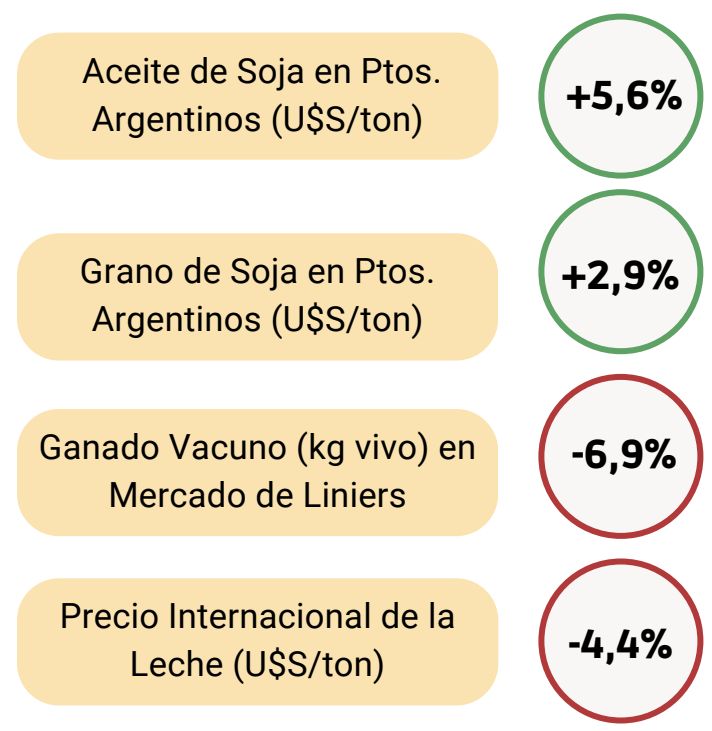 Aceite de Soja en Ptos.
Argentinos (U$S/ton)
+5,6%
Grano de Soja en Ptos.
Argentinos (U$S/ton)
+2,9%
Ganado Vacuno (kg vivo) en
Mercado de Liniers
-6,9%
Precio Internacional de la
Leche (U$S/ton)
-4,4%